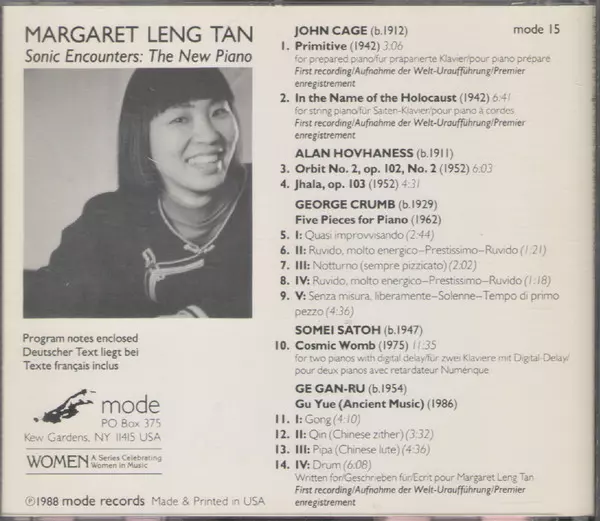 MARGARET LENG TAN
Sonic Encounters: The New Piano
Program notes enclosed
Deutscher Text liegt bei
Texte français inclus
mode
PO Box 375
Kew Gardens, NY 11415 USA
WOMEN A Series Celebrating
Women in Music
℗1988 mode records Made & Printed in USA
mode 15
JOHN CAGE (b.1912)
1. Primitive (1942) 3:06
for prepared piano/für präparierte Klavier/pour piano préparé
First recording/Aufnahme der Welt-Uraufführung/Premier
enregistrement
2. In the Name of the Holocaust (1942) 6:41
for string piano/für Saiten-Klavier/pour piano à cordes
First recording/Aufnahme der Welt-Uraufführung/Premier
enregistrement
ALAN HOVHANESS (b.1911)
3. Orbit No. 2, op. 102, No. 2 (1952) 6:03
4. Jhala, op. 103 (1952) 4:31
GEORGE CRUMB (b.1929)
Five Pieces for Piano (1962)
5. I: Quasi improvvisando (2:44)
6. II: Ruvido, molto energico–Prestissimo–Ruvido (1:21)
7. III: Notturno (sempre pizzicato) (2:02)
8. IV: Ruvido, molto energico–Prestissimo–Ruvido (1:18)
9. V: Senza misura, liberamente–Solenne–Tempo di primo
pezzo (4:36)
SOMEI SATOH (b.1947)
10. Cosmic Womb (1975) 11:35
for two pianos with digital delay/für zwei Klaviere mit Digital-Delay/
pour deux pianos avec retardateur Numérique
GE GAN-RU (b.1954)
Gu Yue (Ancient Music) (1986)
11. I: Gong (4:10)
12. II: Qin (Chinese zither) (3:32)
13. III: Pipa (Chinese lute) (4:36)
14. IV: Drum (6:08)
Written for/Geschrieben für/Écrit pour Margaret Leng Tan
First recording/Aufnahme der Welt-Uraufführung/Premier
enregistrement